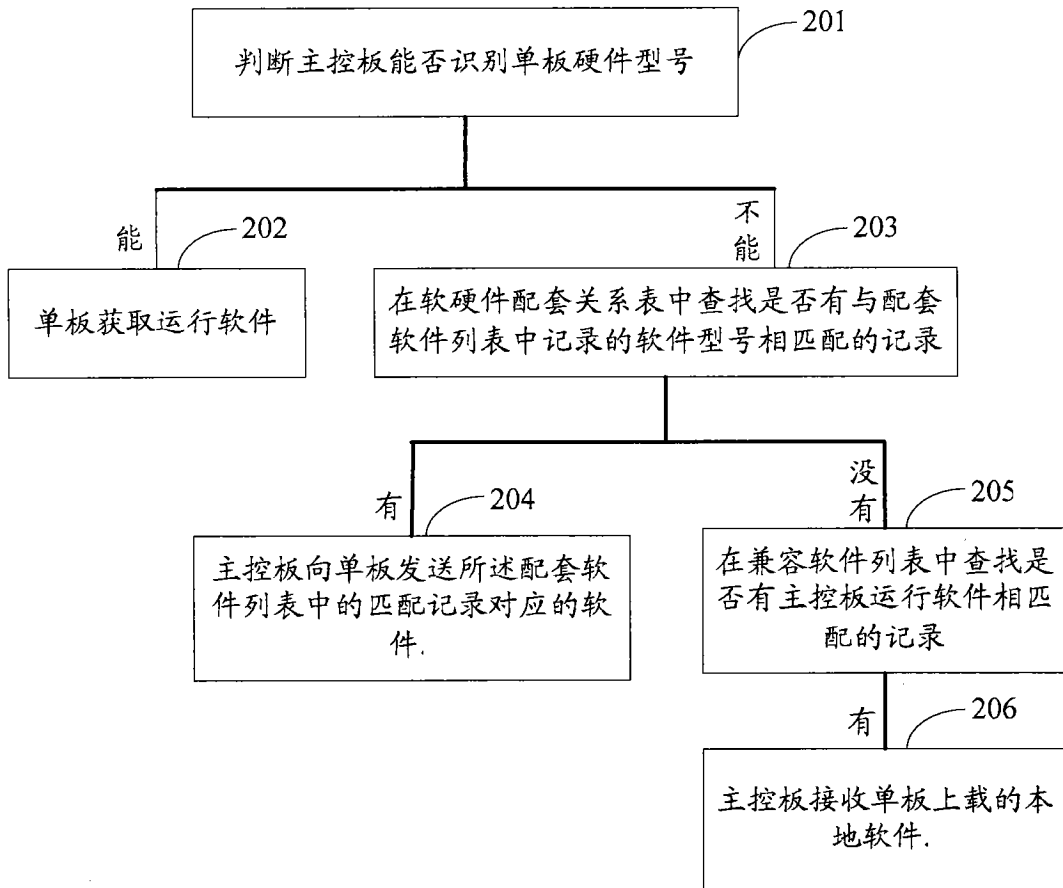 201
判断主控板能否识别单板硬件型号
能
202
不
能
203
单板获取运行软件
在软硬件配套关系表中查找是否有与配套
软件列表中记录的软件型号相匹配的记录
有
204
没
有
205
主控板向单板发送所述配套软
件列表中的匹配记录对应的软
件.
在兼容软件列表中查找是
否有主控板运行软件相匹
配的记录
有
206
主控板接收单板上载的本
地软件.